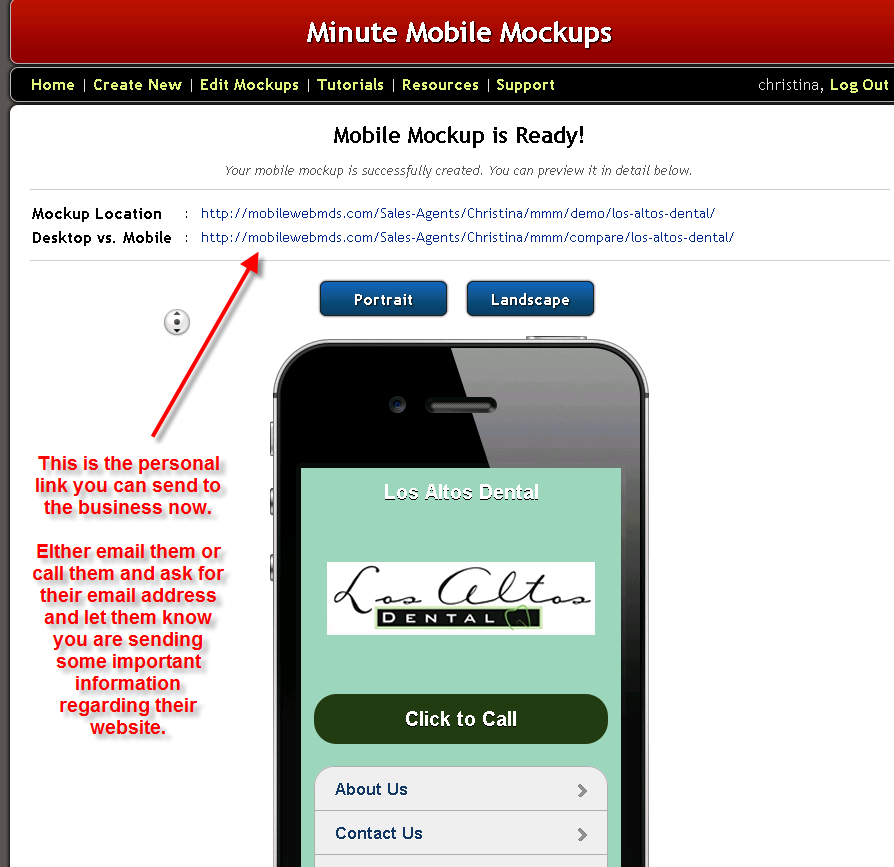 Minute Mobile Mockups
Home | Create New | Edit Mockups | Tutorials | Resources | Support
christina, Log Out
Mobile Mockup is Ready!
Your mobile mockup is successfully created. You can preview it in detail below.
Mockup Location : http://mobilewebmds.com/Sales-Agents/Christina/mmm/demo/los-altos-dental/
Desktop vs. Mobile : http://mobilewebmds.com/Sales-Agents/Christina/mmm/compare/los-altos-dental/
Portrait
Landscape
This is the personal
link you can send to
the business now.
EIther email them or
call them and ask for
their email address
and let them know
you are sending
some important
information
regarding their
website.
Los Altos Dental
Los Altos
DENTAL
Click to Call
About Us
Contact Us